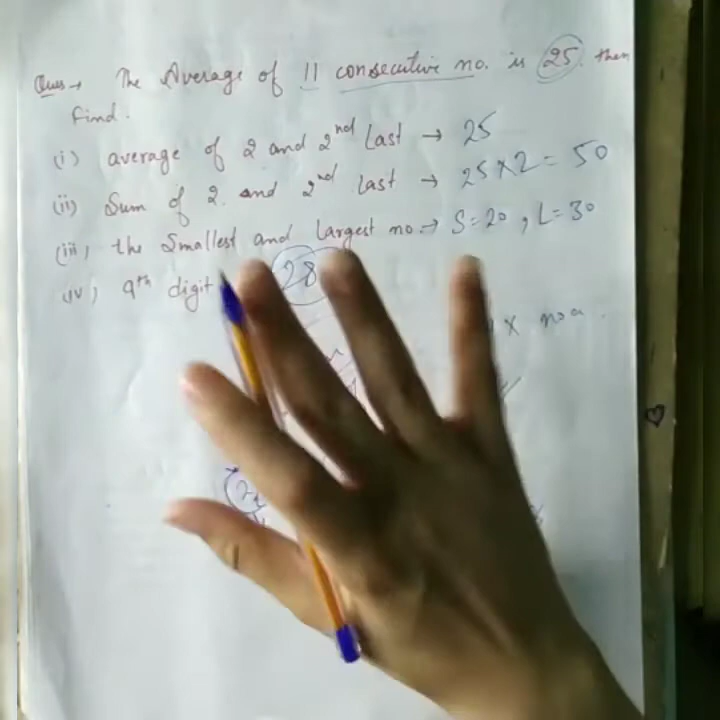 Ques → The Average of 11 consecutive no. is 25. then
find.
(i) average of 2 and 2nd last → 25
(ii) Sum of 2. and 2nd last → 25×2 = 50
(iii) the Smallest and largest no. → S=20, L=30
(iv) 9th digit 28
× no a.